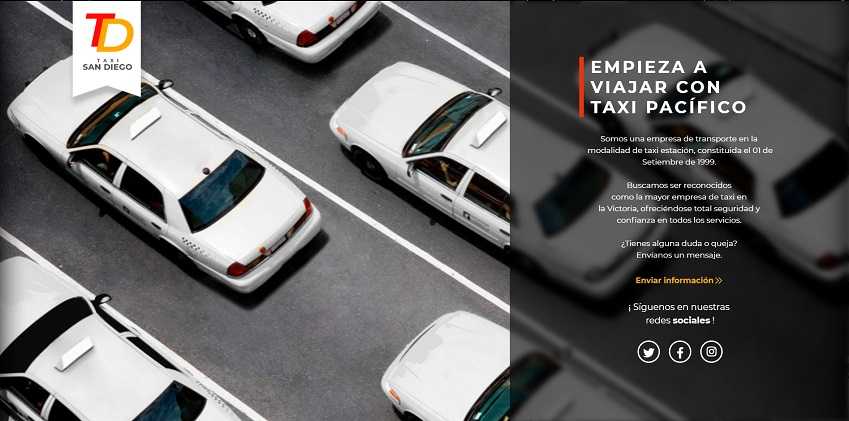 TD
TAXI
SAN DIEGO
EMPIEZA A
VIAJAR CON
TAXI PACÍFICO
Somos una empresa de transporte en la
modalidad de taxi estación, constituida el 01 de
Setiembre de 1999.
Buscamos ser reconocidos
como la mayor empresa de taxi en
la Victoria, ofreciéndose total seguridad y
confianza en todos los servicios.
¿Tienes alguna duda o queja?
Envíanos un mensaje.
Enviar información
¡ Síguenos en nuestras
redes sociales !